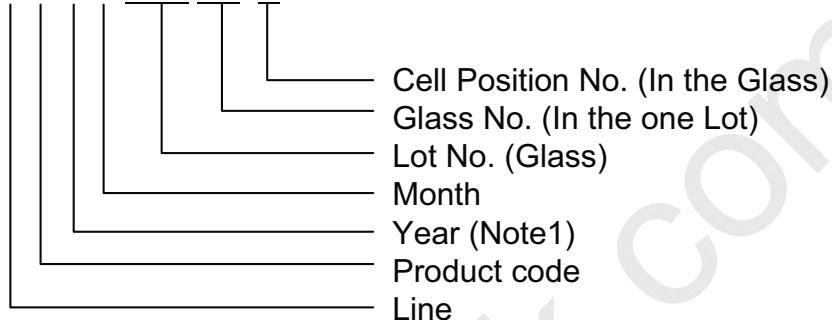 Cell Position No. (In the Glass)
Glass No. (In the one Lot)
Lot No. (Glass)
Month
Year (Note1)
Product code
Line